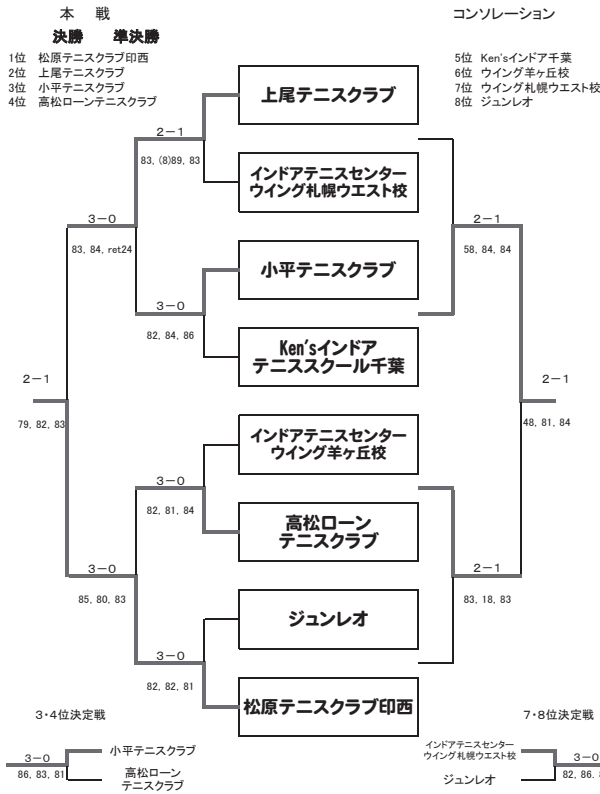 本　戦
決勝　準決勝
1位　松原テニスクラブ印西
2位　上尾テニスクラブ
3位　小平テニスクラブ
4位　高松ローンテニスクラブ
コンソレーション
5位　Ken'sインドア千葉
6位　ウイング羊ヶ丘校
7位　ウイング札幌ウエスト校
8位　ジュンレオ
上尾テニスクラブ
2－1
83, (8)89, 83
インドアテニスセンター
ウイング札幌ウエスト校
3－0
83, 84, ret24
2－1
58, 84, 84
小平テニスクラブ
3－0
82, 84, 86
Ken'sインドア
テニススクール千葉
2－1
79, 82, 83
2－1
48, 81, 84
インドアテニスセンター
ウイング羊ヶ丘校
3－0
82, 81, 84
高松ローン
テニスクラブ
3－0
85, 80, 83
2－1
83, 18, 83
ジュンレオ
3－0
82, 82, 81
松原テニスクラブ印西
3・4位決定戦
3－0
86, 83, 81
小平テニスクラブ
高松ローン
テニスクラブ
7・8位決定戦
インドアテニスセンター
ウイング札幌ウエスト校
ジュンレオ
3－0
82, 86,